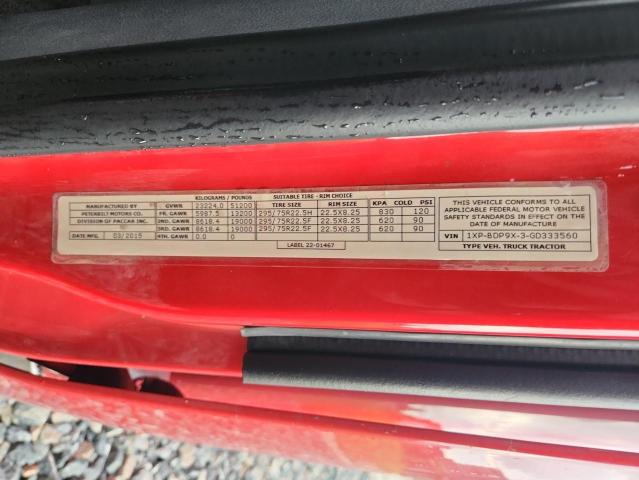 KILOGRAMS / POUNDS SUITABLE TIRE - RIM CHOICE
MANUFACTURED BY GVWR 23224.0 51200 TIRE SIZE RIM SIZE KPA COLD PSI
PETERBILT MOTORS CO. FR. GAWR 5987.5 13200 295/75R22.5H 22.5X8.25 830 120
DIVISION OF PACCAR INC. 2ND. GAWR 8618.4 19000 295/75R22.5F 22.5X8.25 620 90
DATE OF MANUFACTURE 3RD. GAWR 8618.4 19000 295/75R22.5F 22.5X8.25 620 90
03/2015 4TH. GAWR 0.0 0
LABEL 22-01467
THIS VEHICLE CONFORMS TO ALL
APPLICABLE FEDERAL MOTOR VEHICLE
SAFETY STANDARDS IN EFFECT ON THE
DATE OF MANUFACTURE
VIN 1XP-BDP9X-3-GD333560
TYPE VEH. TRUCK TRACTOR